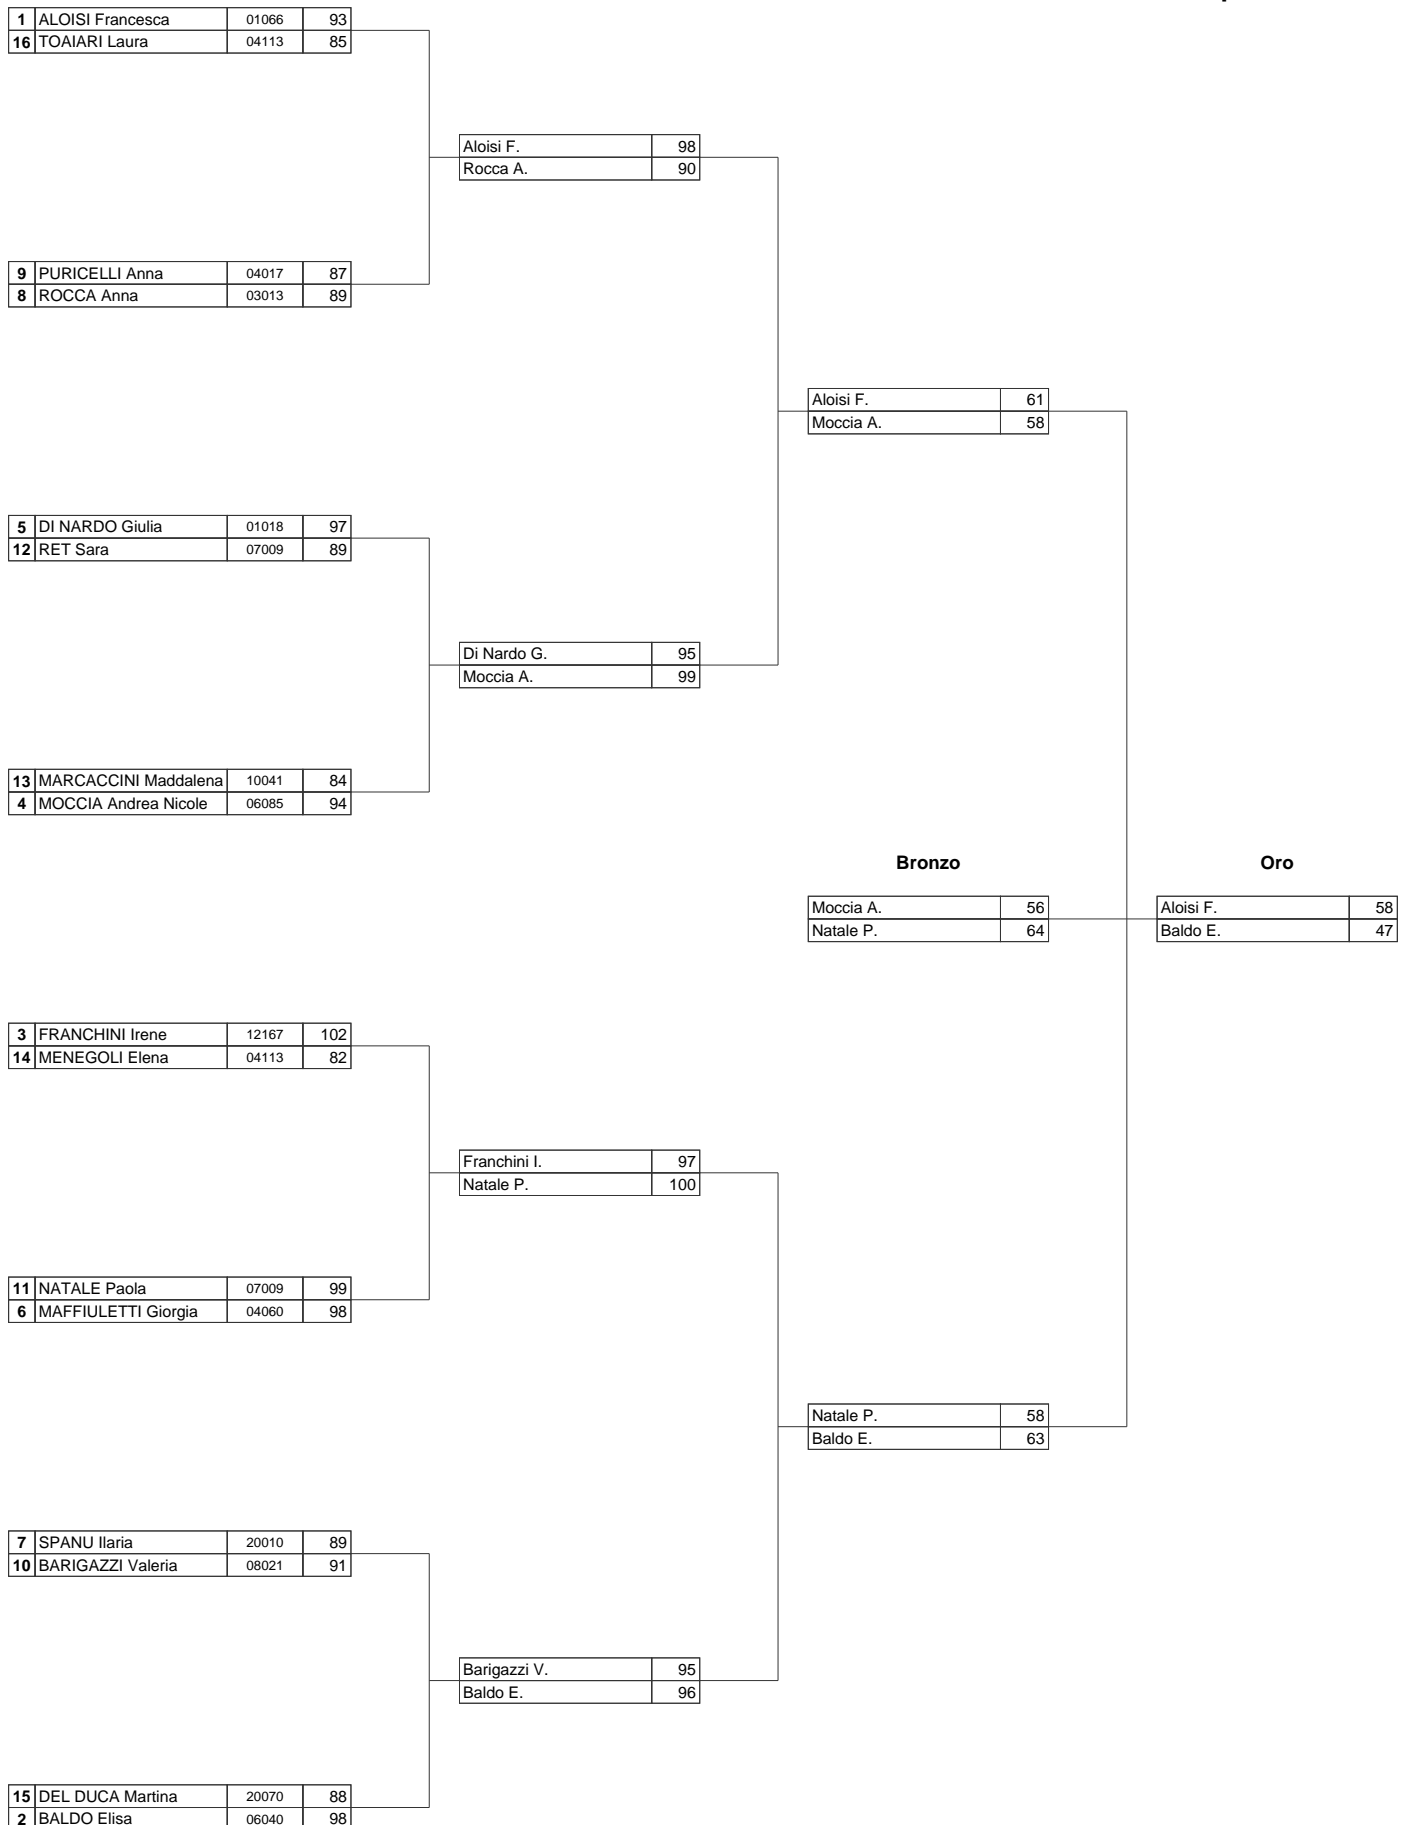 1 ALOISI Francesca 01066 93
16 TOAIARI Laura 04113 85
Aloisi F. 98
Rocca A. 90
9 PURICELLI Anna 04017 87
8 ROCCA Anna 03013 89
Aloisi F. 61
Moccia A. 58
5 DI NARDO Giulia 01018 97
12 RET Sara 07009 89
Di Nardo G. 95
Moccia A. 99
13 MARCACCINI Maddalena 10041 84
4 MOCCIA Andrea Nicole 06085 94
Bronzo Oro
Moccia A. 56 Aloisi F. 58
Natale P. 64 Baldo E. 47
3 FRANCHINI Irene 12167 102
14 MENEGOLI Elena 04113 82
Franchini I. 97
Natale P. 100
11 NATALE Paola 07009 99
6 MAFFIULETTI Giorgia 04060 98
Natale P. 58
Baldo E. 63
7 SPANU Ilaria 20010 89
10 BARIGAZZI Valeria 08021 91
Barigazzi V. 95
Baldo E. 96
15 DEL DUCA Martina 20070 88
2 BALDO Elisa 06040 98